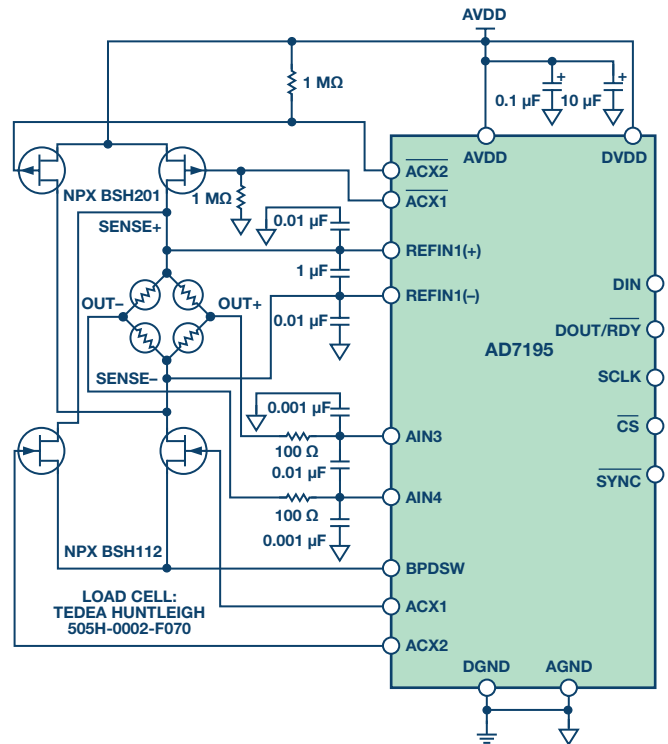 AVDD
1 MΩ
0.1 µF
+
10 µF
+
AVDD
DVDD
ACX2
NPX BSH201
1 MΩ
ACX1
SENSE+
0.01 µF
REFIN1(+)
1 µF
OUT–
OUT+
REFIN1(–)
DIN
0.01 µF
DOUT/RDY
AD7195
SENSE–
SCLK
0.001 µF
CS
100 Ω
AIN3
0.01 µF
SYNC
100 Ω
AIN4
0.001 µF
NPX BSH112
BPDSW
LOAD CELL:
TEDEA HUNTLEIGH
505H-0002-F070
ACX1
ACX2
DGND
AGND